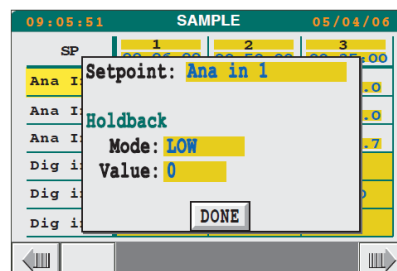 09:05:51 SAMPLE 05/04/06
SP 1 2 3
:00
Setpoint: Ana in 1
Ana I .0
Ana I .0
Holdback
Ana I .7
Mode: LOW
Dig i
Value: 0
Dig i
Dig i
DONE